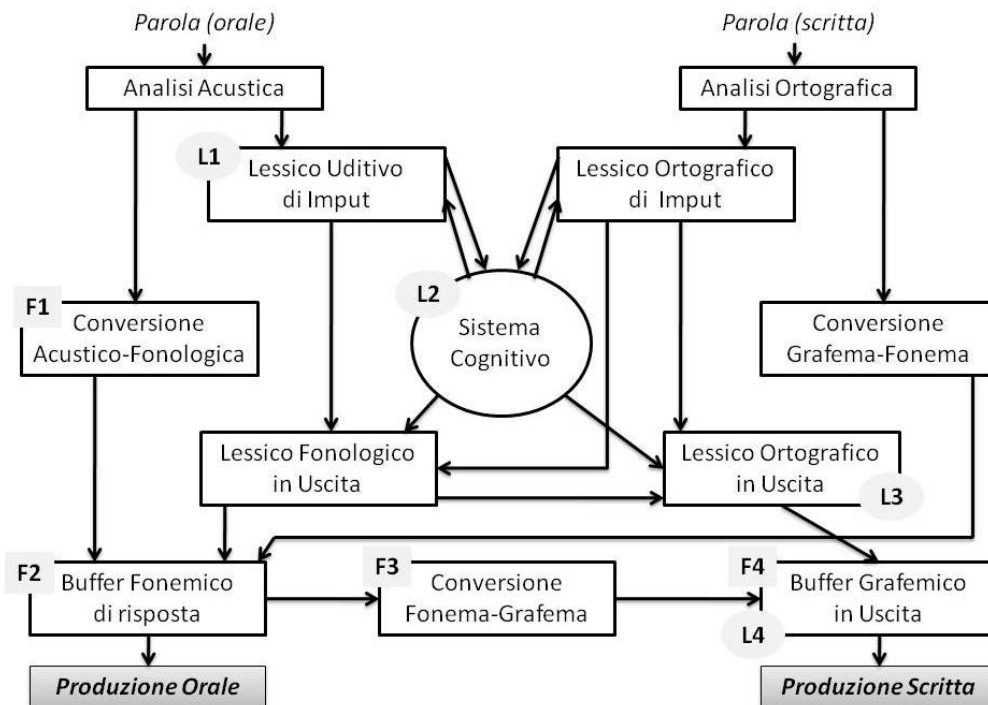 Parola (orale)
Parola (scritta)
Analisi Acustica
Analisi Ortografica
L1
Lessico Uditivo
di Imput
Lessico Ortografico
di Imput
L2
Sistema
Cognitivo
F1
Conversione
Acustico-Fonologica
Conversione
Grafema-Fonema
Lessico Fonologico
in Uscita
Lessico Ortografico
in Uscita
L3
F2
Buffer Fonemico
di risposta
F3
Conversione
Fonema-Grafema
F4
Buffer Grafemico
in Uscita
L4
Produzione Orale
Produzione Scritta